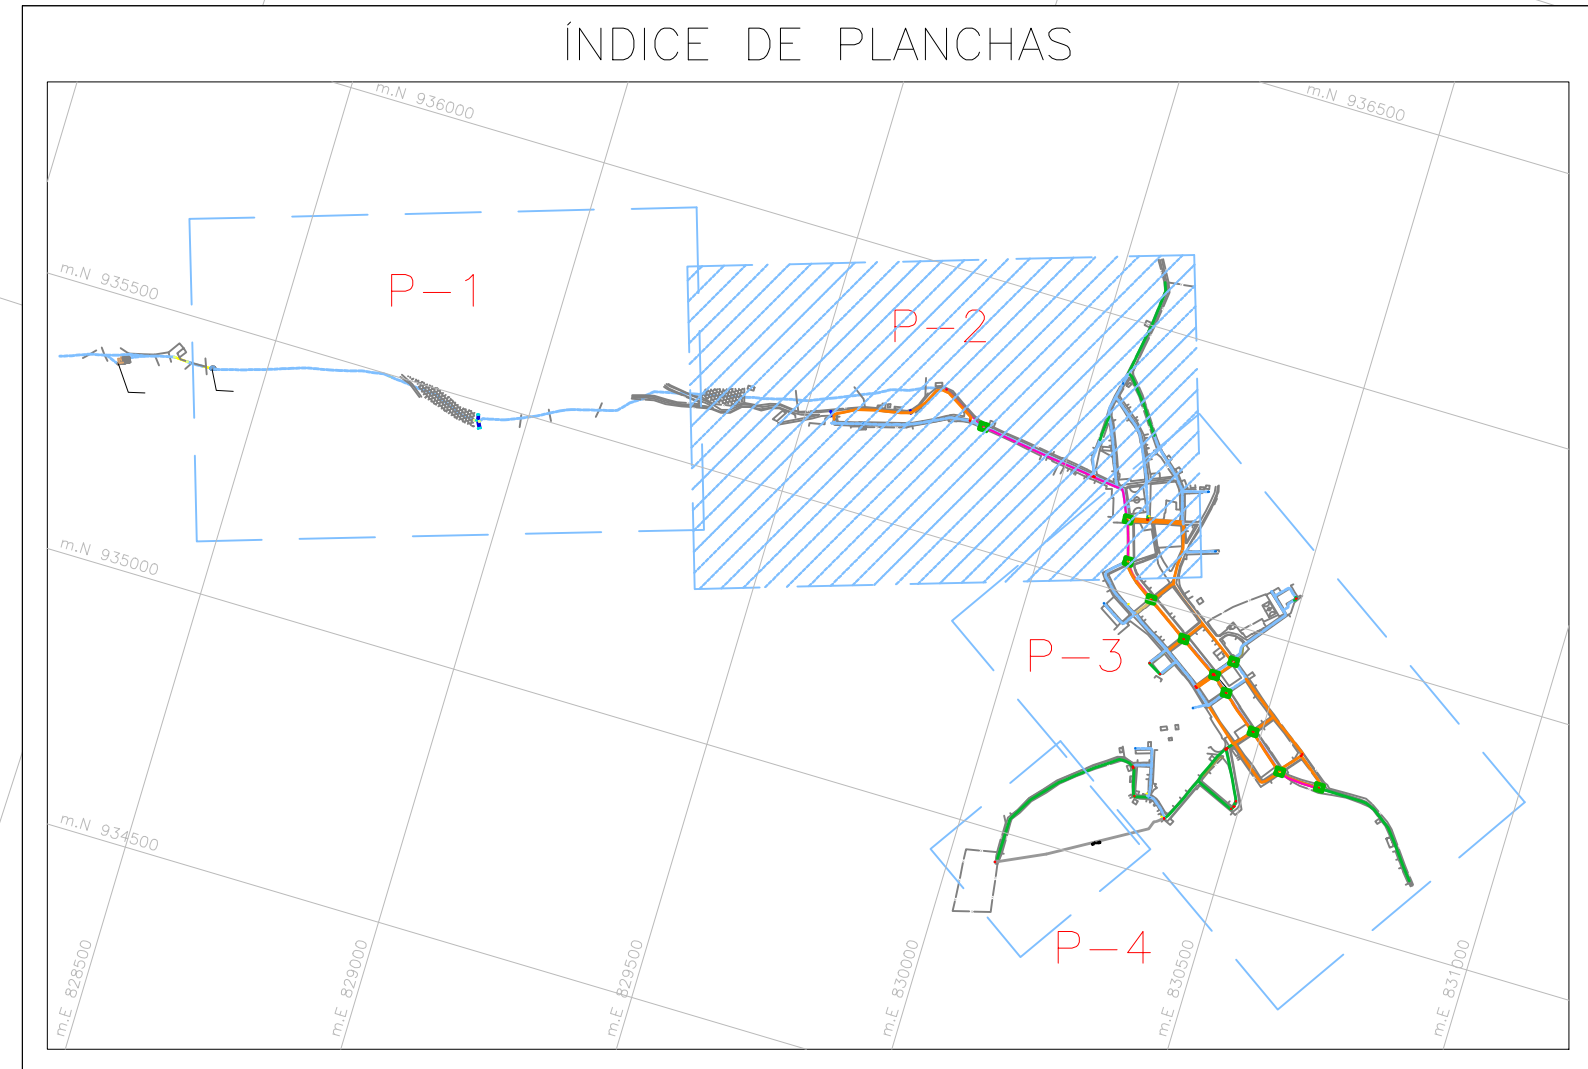 ÍNDICE DE PLANCHAS
m.N 936000
m.N 936500
m.N 935500
P-1
P-2
m.N 935000
P-3
m.N 934500
P-4
m.E 828500
m.E 829000
m.E 829500
m.E 830000
m.E 830500
m.E 831000